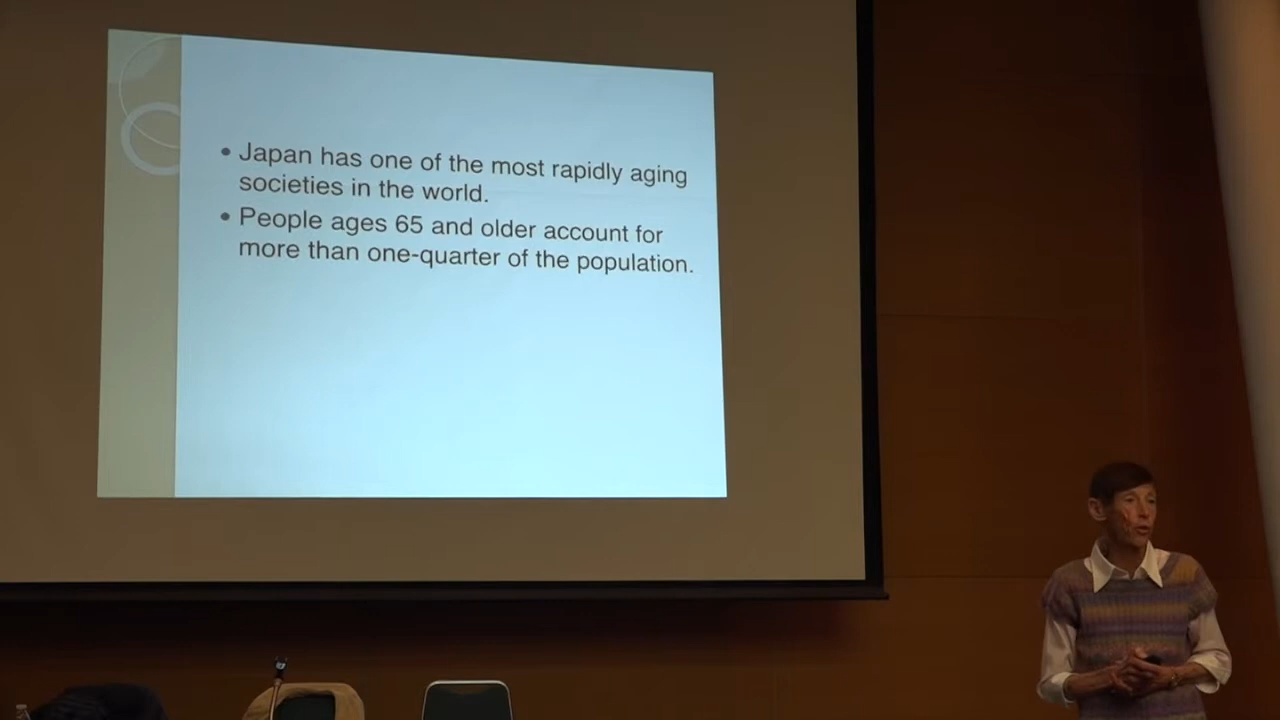 • Japan has one of the most rapidly aging
societies in the world.
• People ages 65 and older account for
more than one-quarter of the population.